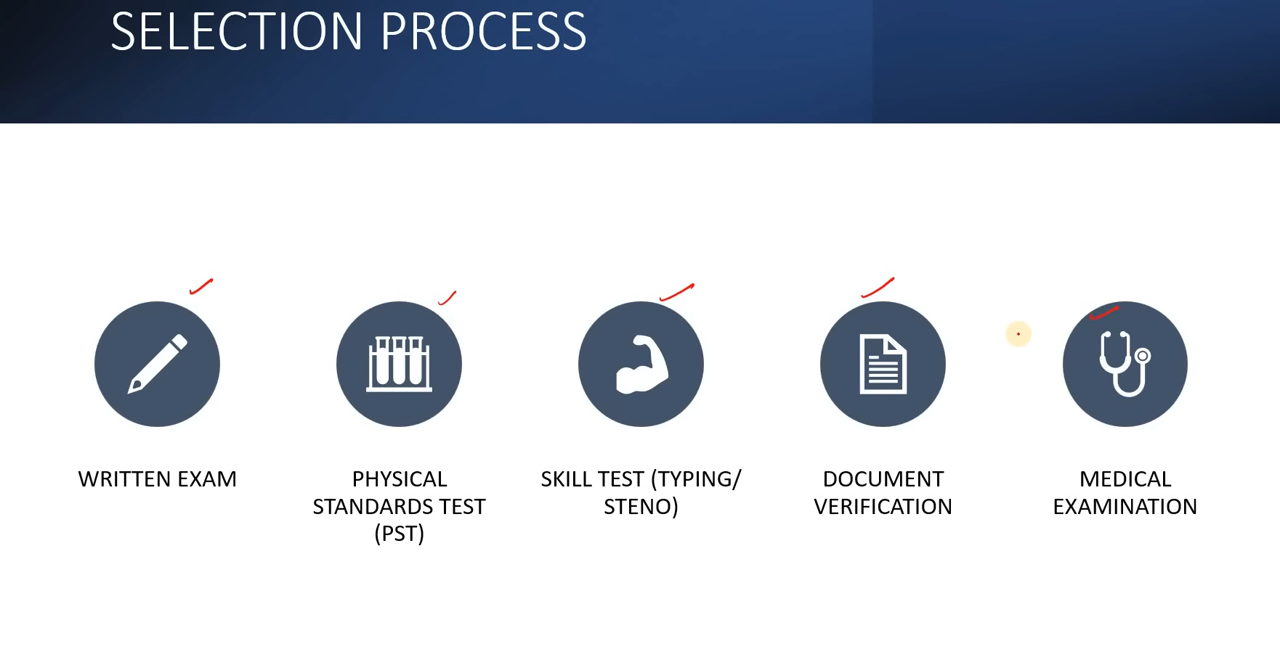 SELECTION PROCESS
WRITTEN EXAM
PHYSICAL
STANDARDS TEST
(PST)
SKILL TEST (TYPING/
STENO)
DOCUMENT
VERIFICATION
MEDICAL
EXAMINATION